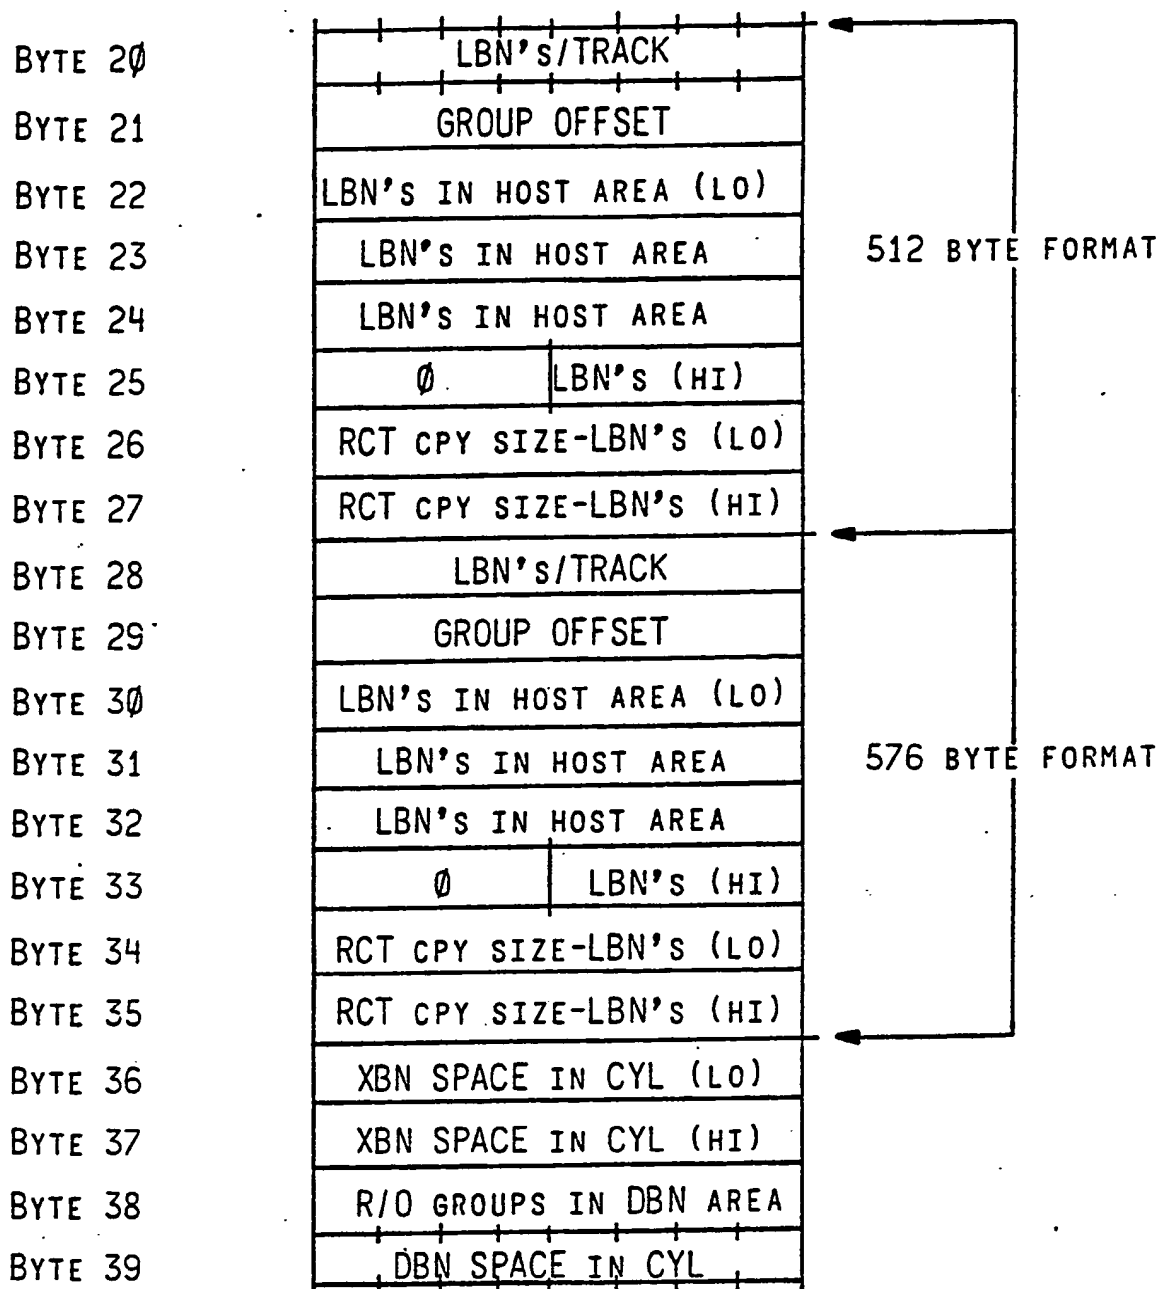 BYTE 20 LBN's/TRACK
BYTE 21 GROUP OFFSET
BYTE 22 LBN'S IN HOST AREA (LO)
BYTE 23 LBN'S IN HOST AREA 512 BYTE FORMAT
BYTE 24 LBN'S IN HOST AREA
BYTE 25 0 LBN'S (HI)
BYTE 26 RCT CPY SIZE-LBN'S (LO)
BYTE 27 RCT CPY SIZE-LBN'S (HI)
BYTE 28 LBN's/TRACK
BYTE 29 GROUP OFFSET
BYTE 30 LBN'S IN HOST AREA (LO)
BYTE 31 LBN'S IN HOST AREA 576 BYTE FORMAT
BYTE 32 LBN'S IN HOST AREA
BYTE 33 0 LBN'S (HI)
BYTE 34 RCT CPY SIZE-LBN'S (LO)
BYTE 35 RCT CPY SIZE-LBN'S (HI)
BYTE 36 XBN SPACE IN CYL (LO)
BYTE 37 XBN SPACE IN CYL (HI)
BYTE 38 R/O GROUPS IN DBN AREA
BYTE 39 DBN SPACE IN CYL